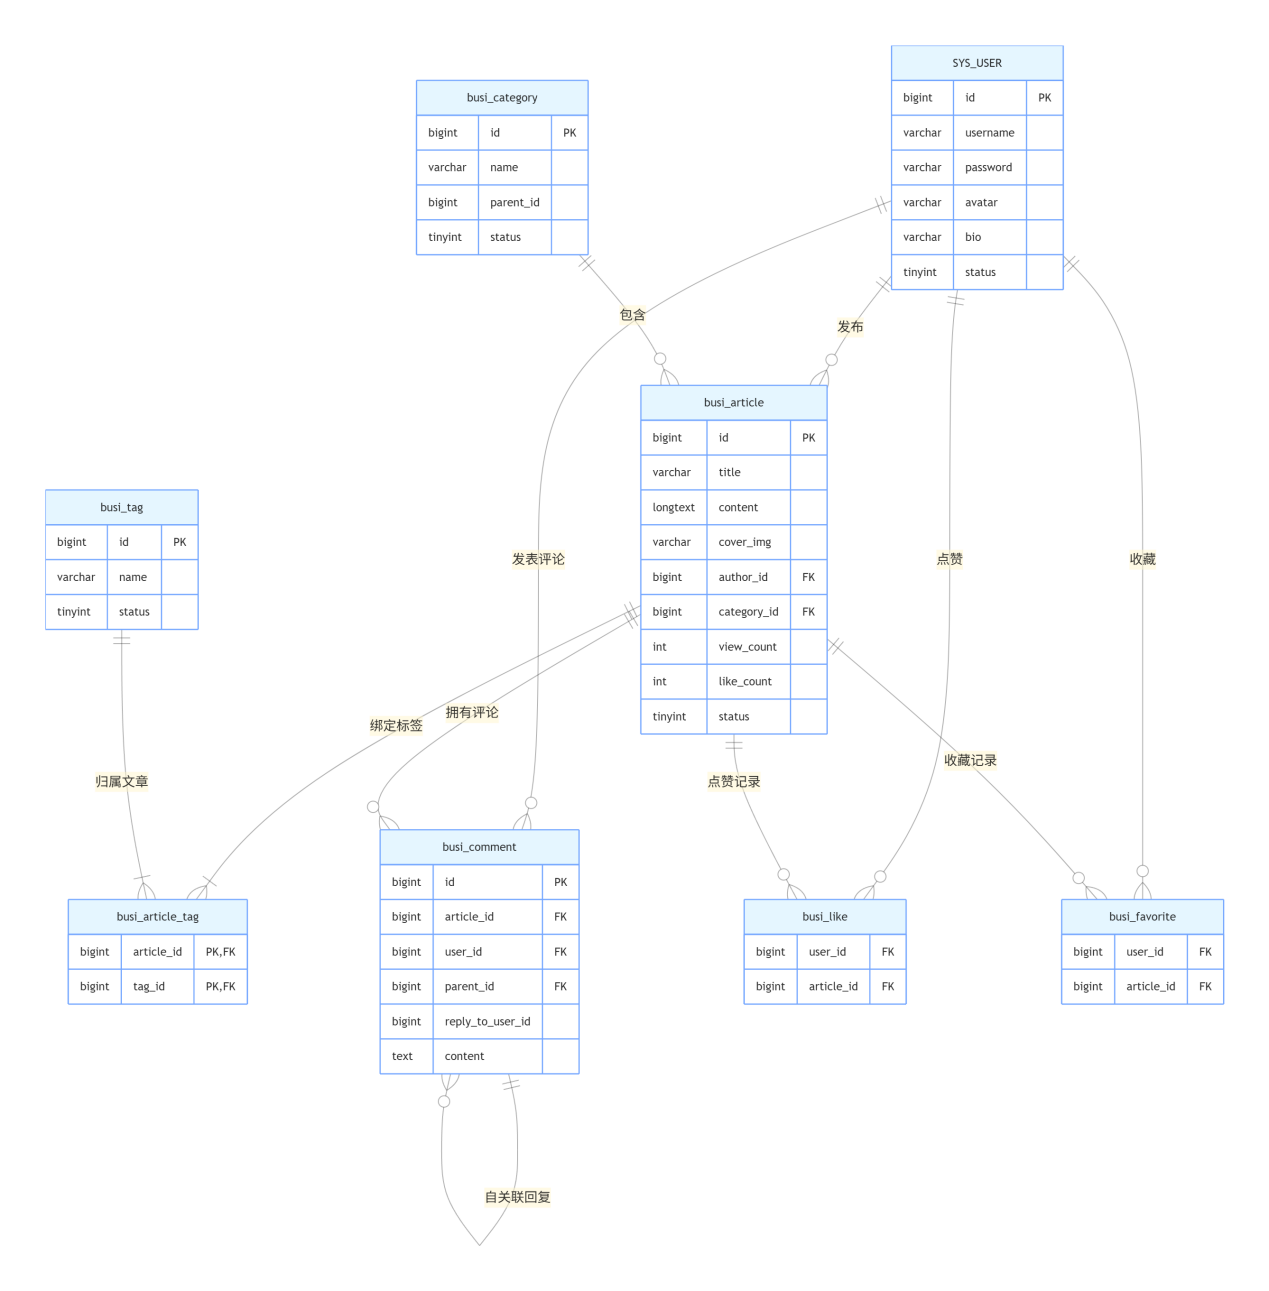 SYS_USER
bigint id PK
varchar username
varchar password
varchar avatar
varchar bio
tinyint status
busi_category
bigint id PK
varchar name
bigint parent_id
tinyint status
包含
发布
busi_article
bigint id PK
varchar title
longtext content
varchar cover_img
bigint author_id FK
bigint category_id FK
int view_count
int like_count
tinyint status
busi_tag
bigint id PK
varchar name
tinyint status
发表评论
点赞
收藏
绑定标签
拥有评论
归属文章
点赞记录
收藏记录
busi_comment
bigint id PK
bigint article_id FK
bigint user_id FK
bigint parent_id FK
bigint reply_to_user_id
text content
busi_article_tag
bigint article_id PK,FK
bigint tag_id PK,FK
busi_like
bigint user_id FK
bigint article_id FK
busi_favorite
bigint user_id FK
bigint article_id FK
自关联回复